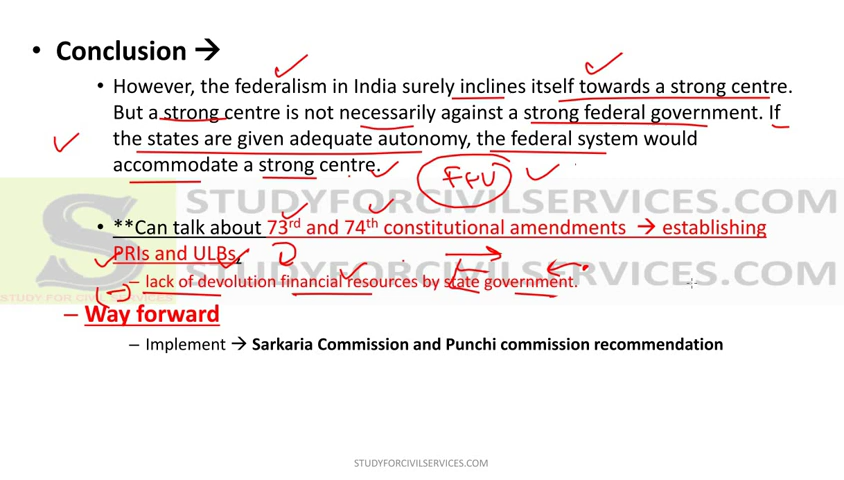 • Conclusion →
• However, the federalism in India surely inclines itself towards a strong centre.
But a strong centre is not necessarily against a strong federal government. If
the states are given adequate autonomy, the federal system would
accommodate a strong centre.
STUDYFORCIVILSERVICES.COM
• **Can talk about 73rd and 74th constitutional amendments → establishing
PRIs and ULBs,
– lack of devolution financial resources by state government.
– Way forward
– Implement → Sarkaria Commission and Punchi commission recommendation
STUDYFORCIVILSERVICES.COM